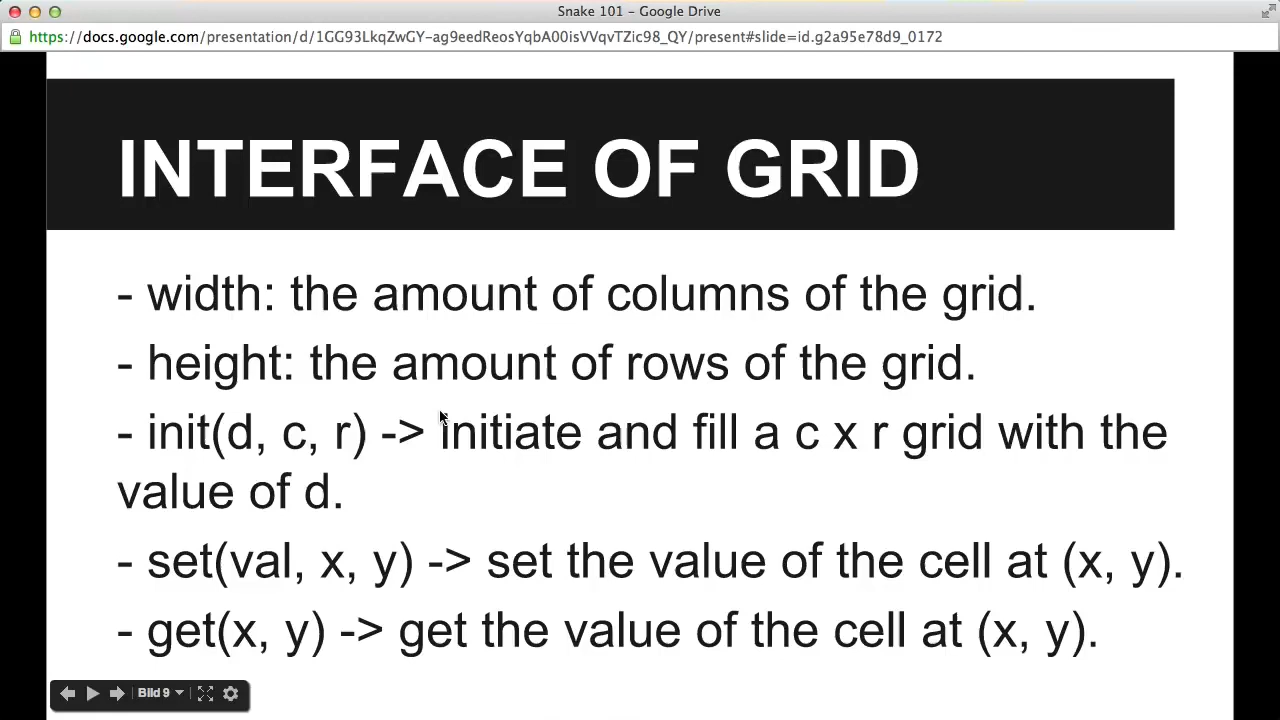 Snake 101 – Google Drive
https://docs.google.com/presentation/d/1GG93LkqZwGY-ag9eedReosYqbA00isVVqvTZic98_QY/present#slide=id.g2a95e78d9_0172
INTERFACE OF GRID
- width: the amount of columns of the grid.
- height: the amount of rows of the grid.
- init(d, c, r) -> initiate and fill a c x r grid with the
value of d.
- set(val, x, y) -> set the value of the cell at (x, y).
- get(x, y) -> get the value of the cell at (x, y).
Bild 9